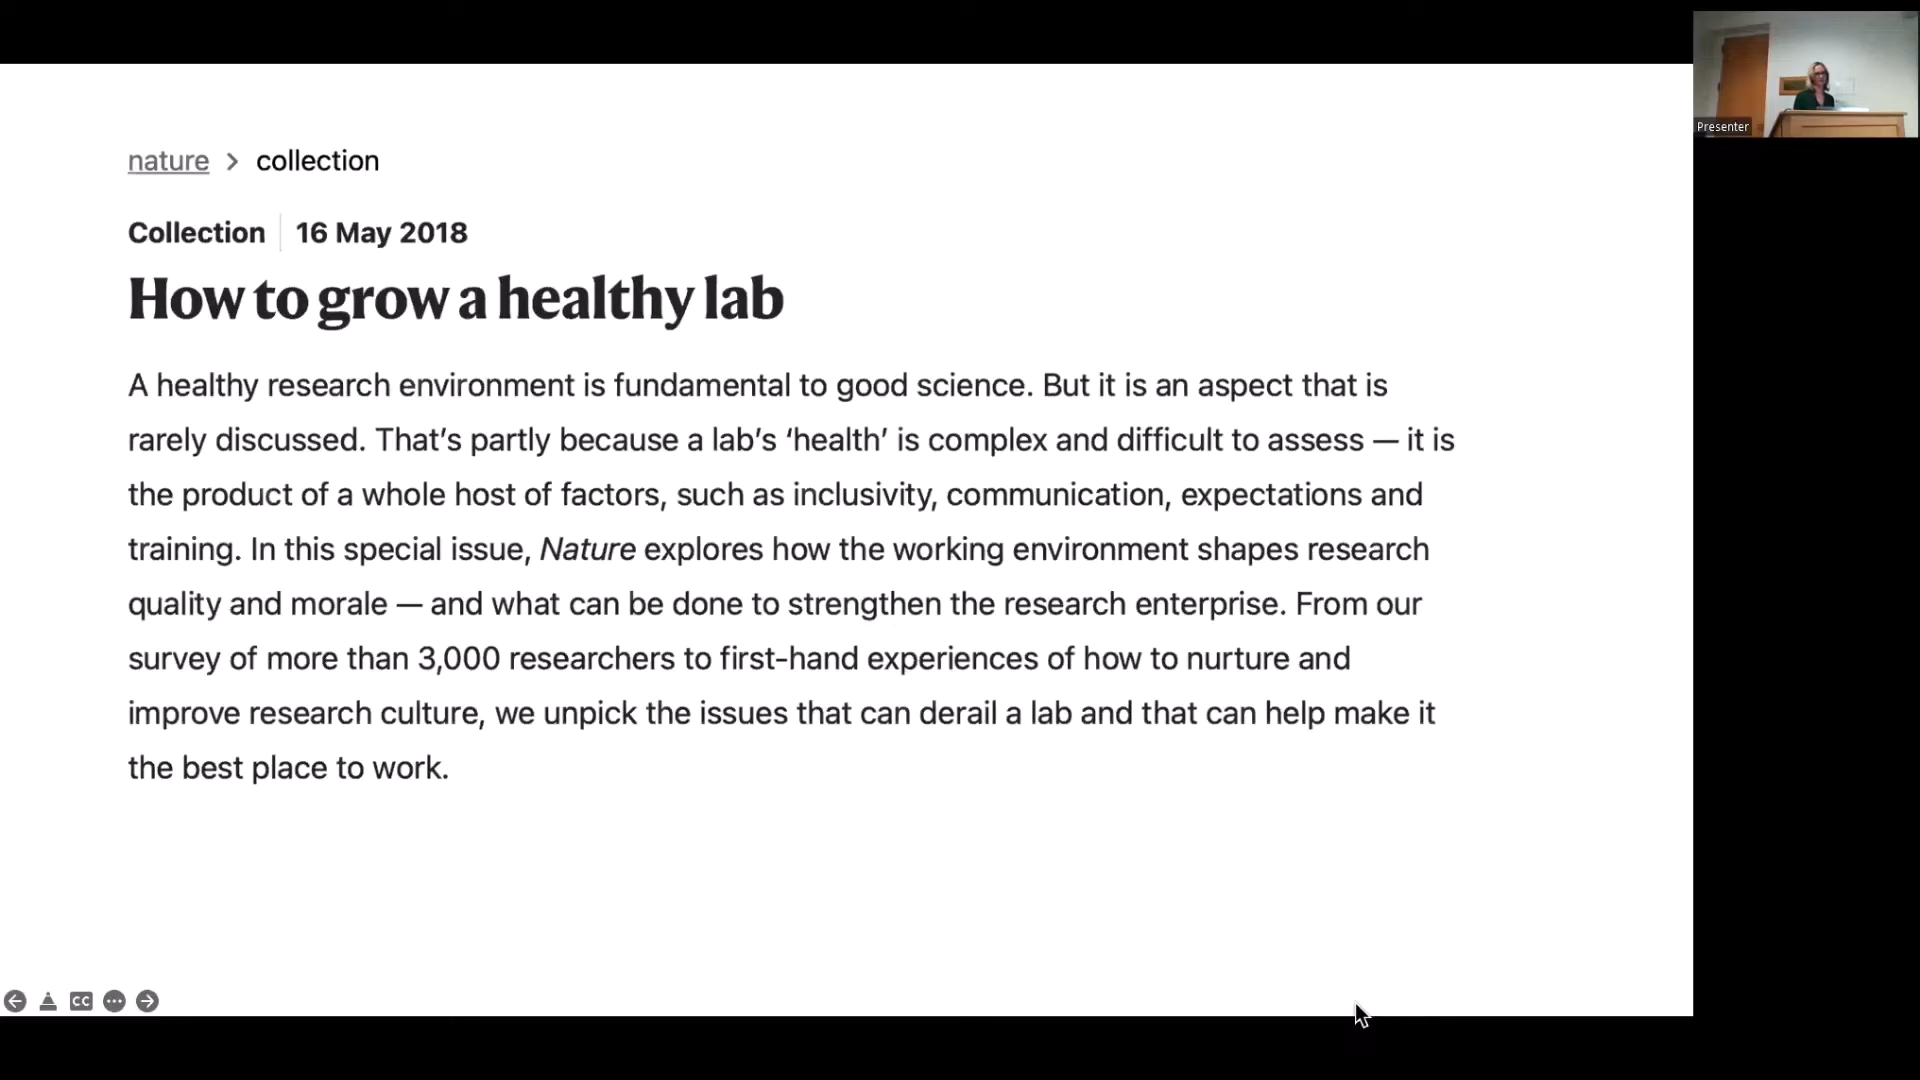 nature > collection
Collection | 16 May 2018
How to grow a healthy lab
A healthy research environment is fundamental to good science. But it is an aspect that is
rarely discussed. That’s partly because a lab’s ‘health’ is complex and difficult to assess — it is
the product of a whole host of factors, such as inclusivity, communication, expectations and
training. In this special issue, Nature explores how the working environment shapes research
quality and morale — and what can be done to strengthen the research enterprise. From our
survey of more than 3,000 researchers to first-hand experiences of how to nurture and
improve research culture, we unpick the issues that can derail a lab and that can help make it
the best place to work.
CC
Presenter